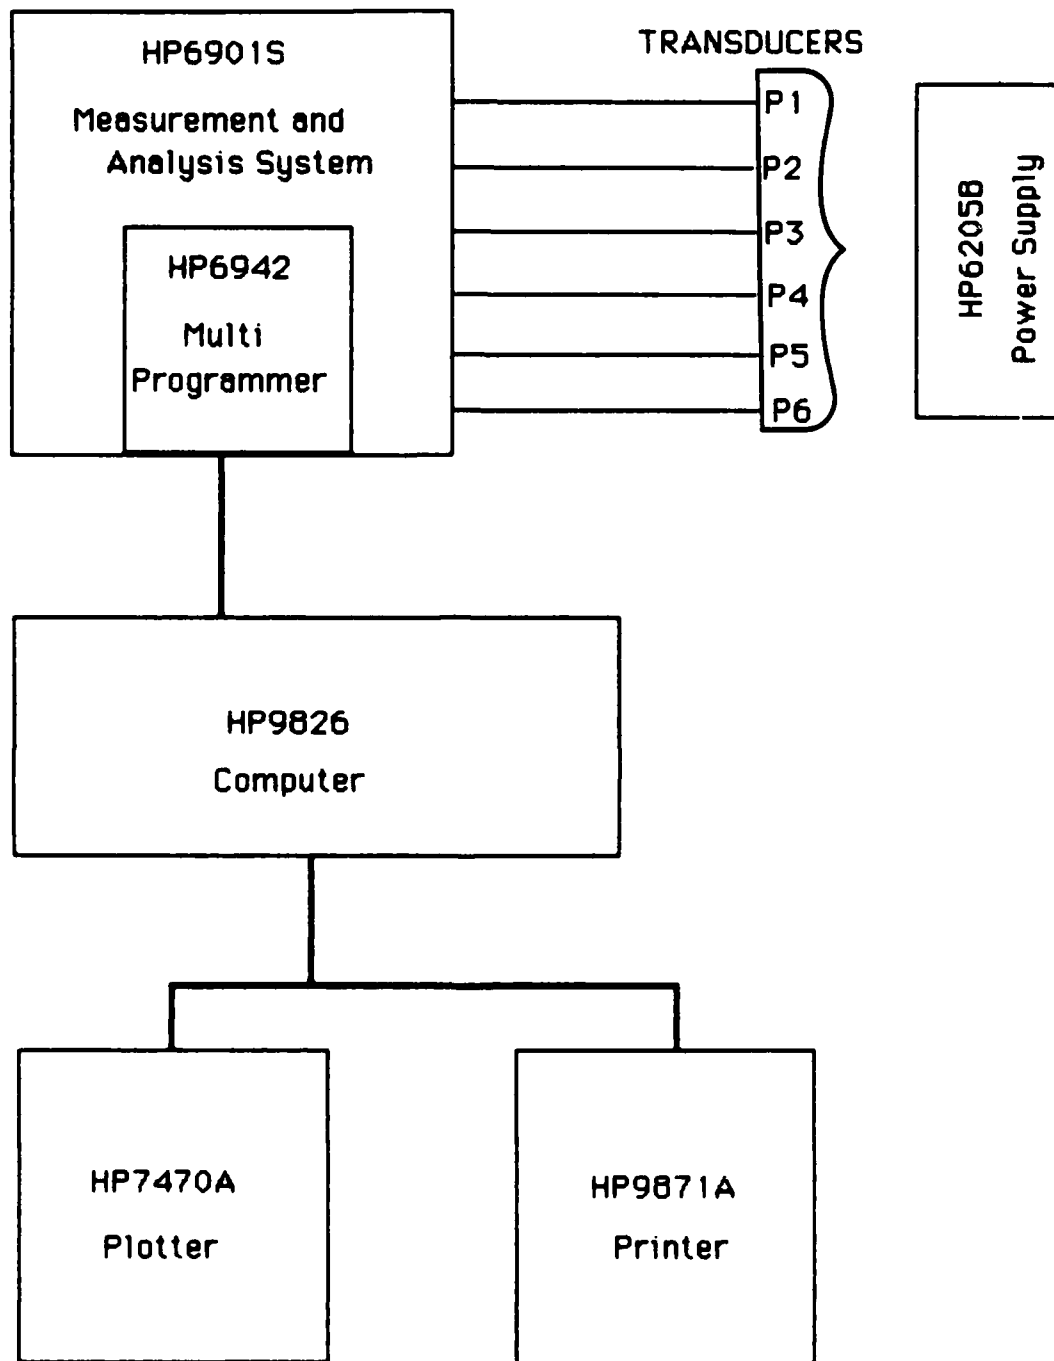 HP6901S
Measurement and
Analysis System
HP6942
Multi
Programmer
TRANSDUCERS
P1
P2
P3
P4
P5
P6
HP6205B
Power Supply
HP9826
Computer
HP7470A
Plotter
HP9871A
Printer